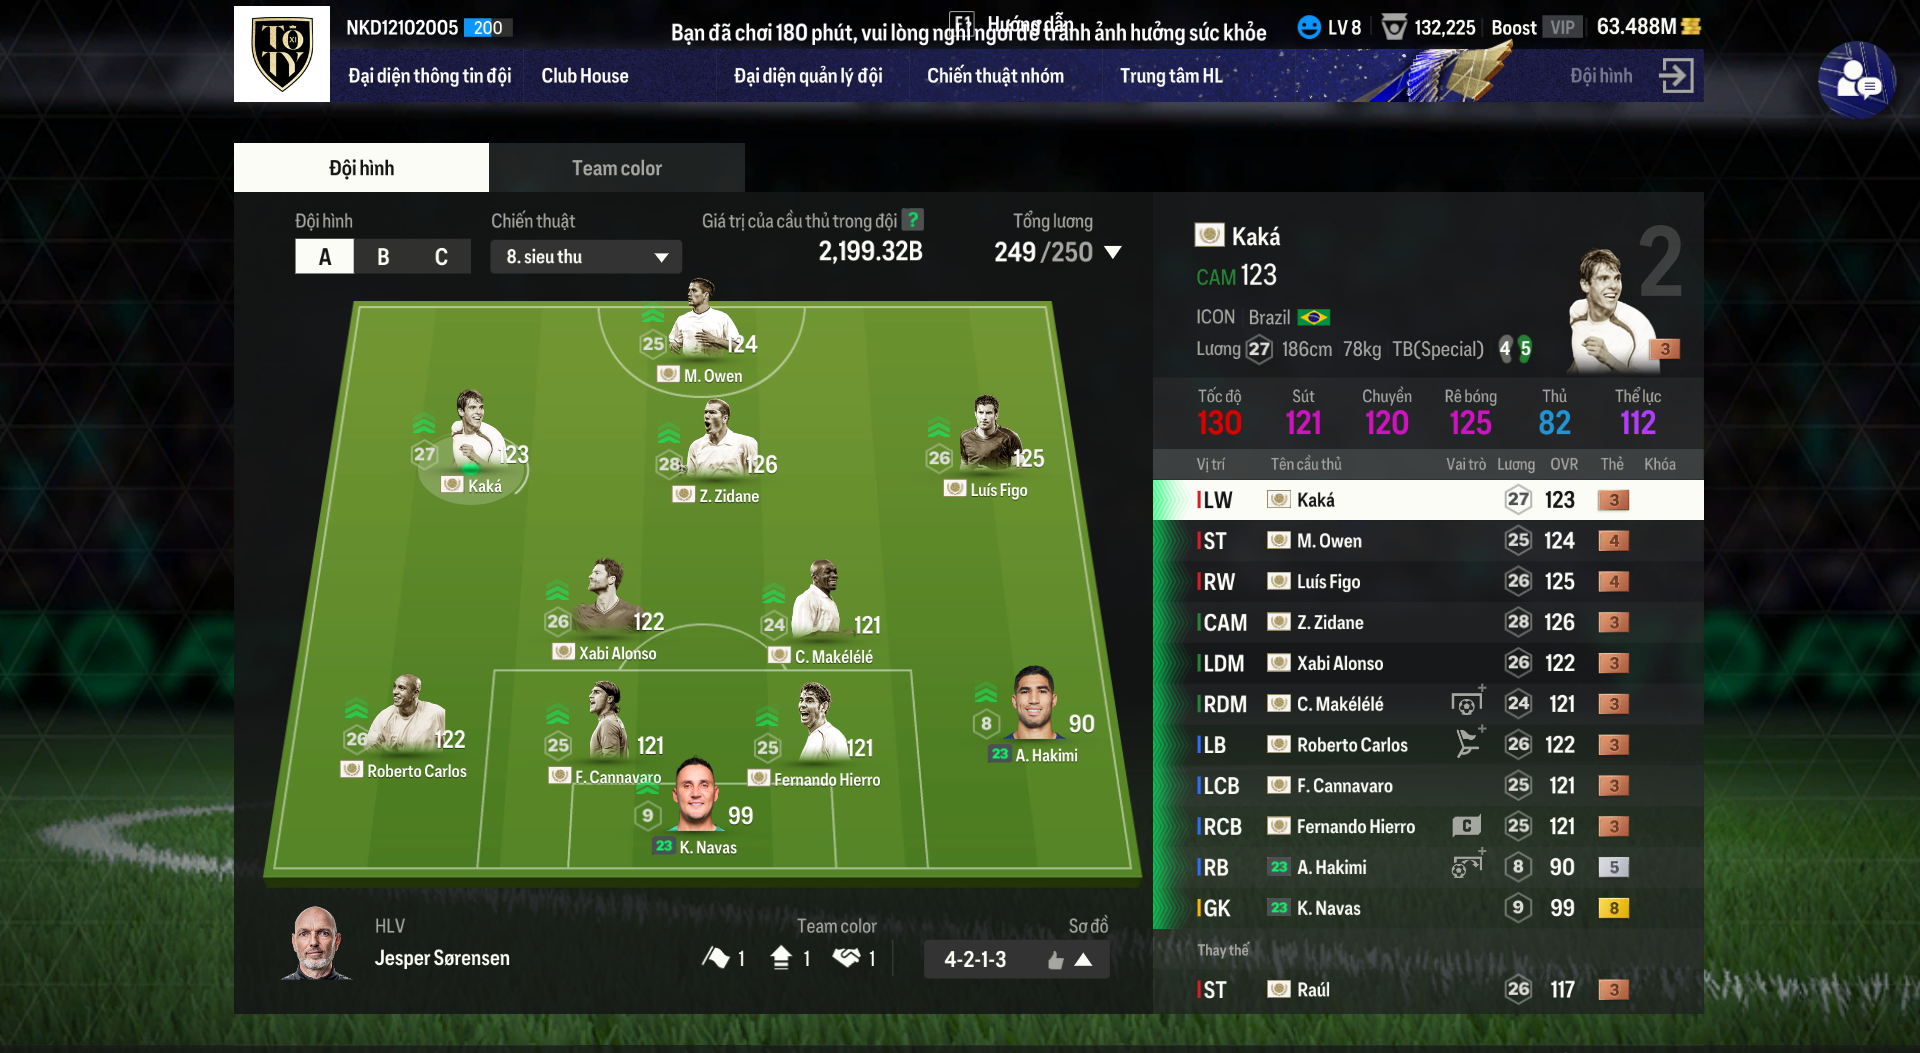 TOTY XI
NKD12102005 200
F1 Hướng dẫn
Bạn đã chơi 180 phút, vui lòng nghỉ ngơi để tránh ảnh hưởng sức khỏe
LV 8 132,225 Boost VIP 63.488M
Đại diện thông tin đội Club House Đại diện quản lý đội Chiến thuật nhóm Trung tâm HL Đội hình
Đội hình Team color
Đội hình Chiến thuật Giá trị của cầu thủ trong đội ? Tổng lương
A B C 8. sieu thu 2,199.32B 249 /250
25 124
M. Owen
27 123
Kaká
28 126
Z. Zidane
26 125
Luís Figo
26 122
Xabi Alonso
24 121
C. Makélélé
26 122
Roberto Carlos
25 121
F. Cannavaro
25 121
Fernando Hierro
8 90
23 A. Hakimi
9 99
23 K. Navas
HLV
Jesper Sørensen
Team color
1 1 1
Sơ đồ
4-2-1-3
Kaká
2
CAM 123
ICON Brazil
Lương 27 186cm 78kg TB(Special) 4 5
3
Tốc độ Sút Chuyền Rê bóng Thủ Thể lực
130 121 120 125 82 112
Vị trí Tên cầu thủ Vai trò Lương OVR Thẻ Khóa
LW Kaká 27 123 3
ST M. Owen 25 124 4
RW Luís Figo 26 125 4
CAM Z. Zidane 28 126 3
LDM Xabi Alonso 26 122 3
RDM C. Makélélé 24 121 3
LB Roberto Carlos 26 122 3
LCB F. Cannavaro 25 121 3
RCB Fernando Hierro C 25 121 3
RB 23 A. Hakimi 8 90 5
GK 23 K. Navas 9 99 8
Thay thế
ST Raúl 26 117 3